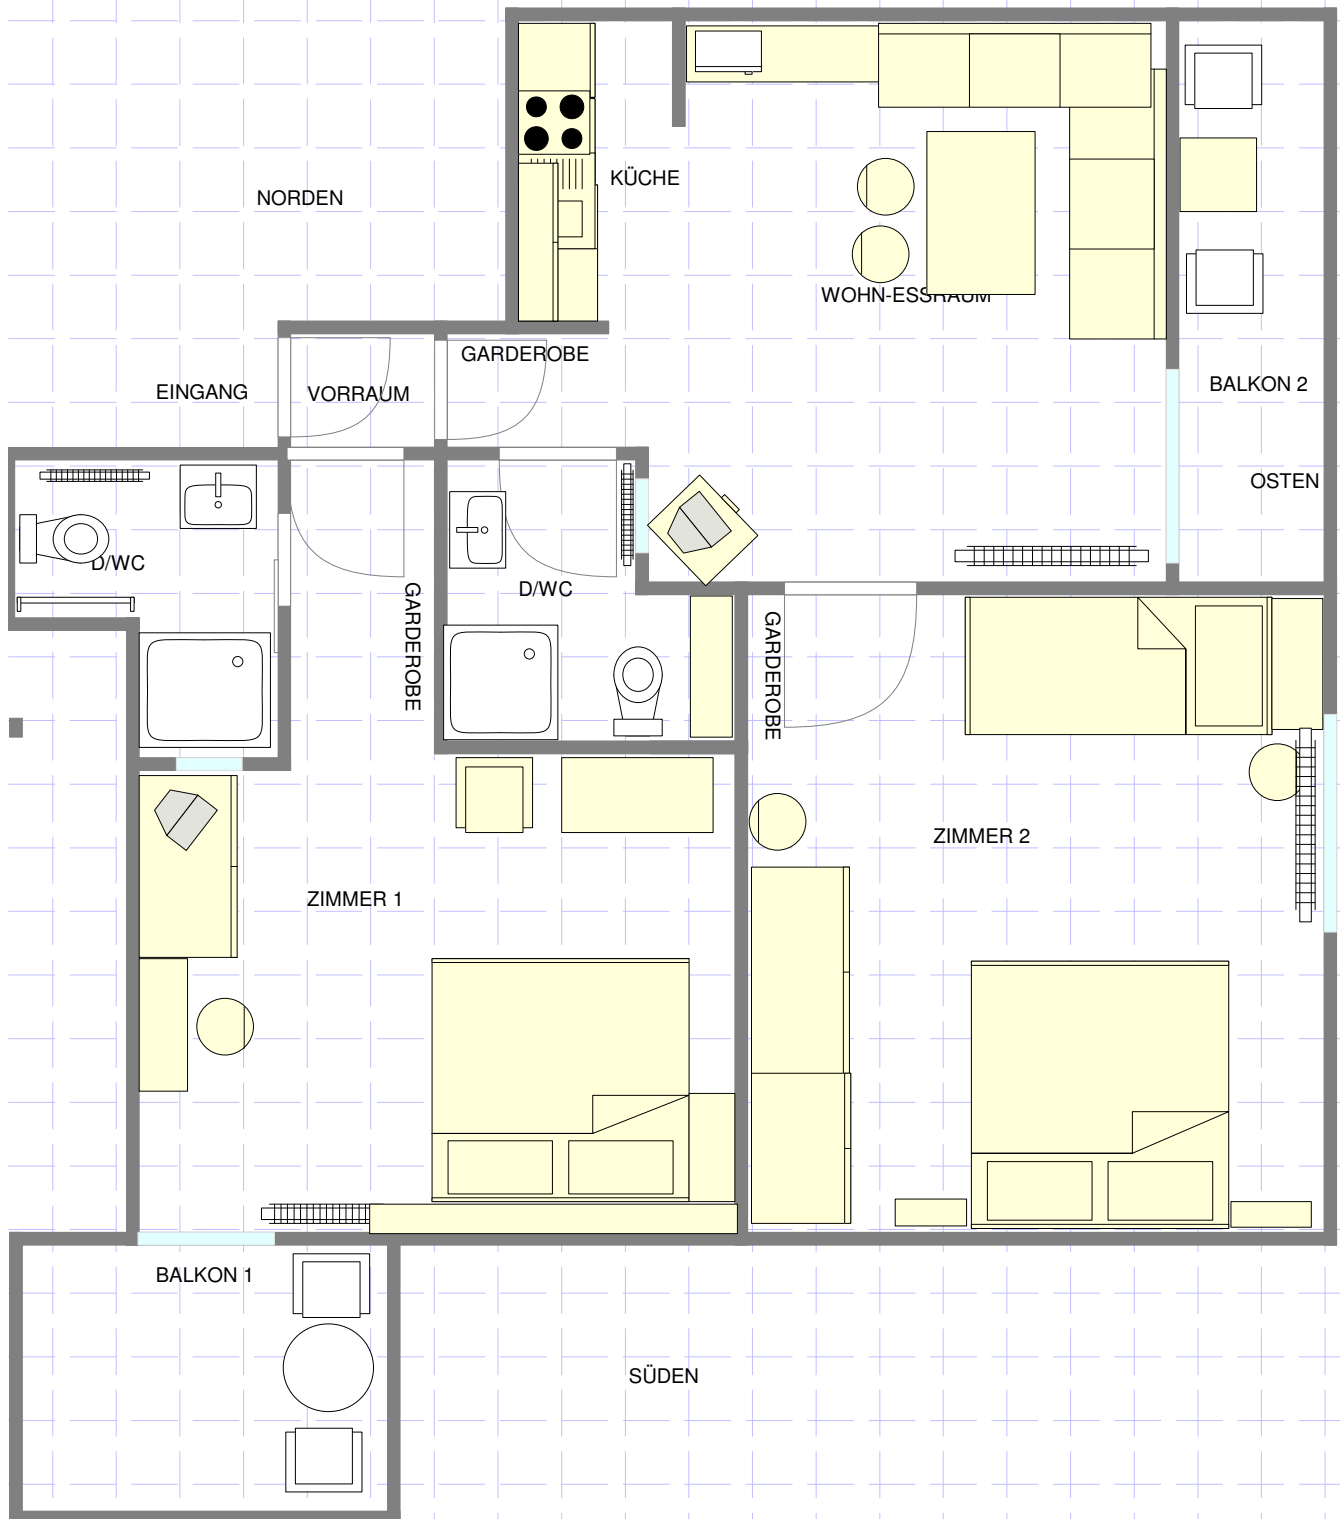 KÜCHE
NORDEN
WOHN-ESSRAUM
GARDEROBE
EINGANG
VORRAUM
BALKON 2
OSTEN
D/WC
D/WC
GARDEROBE
GARDEROBE
ZIMMER 2
ZIMMER 1
BALKON 1
SÜDEN